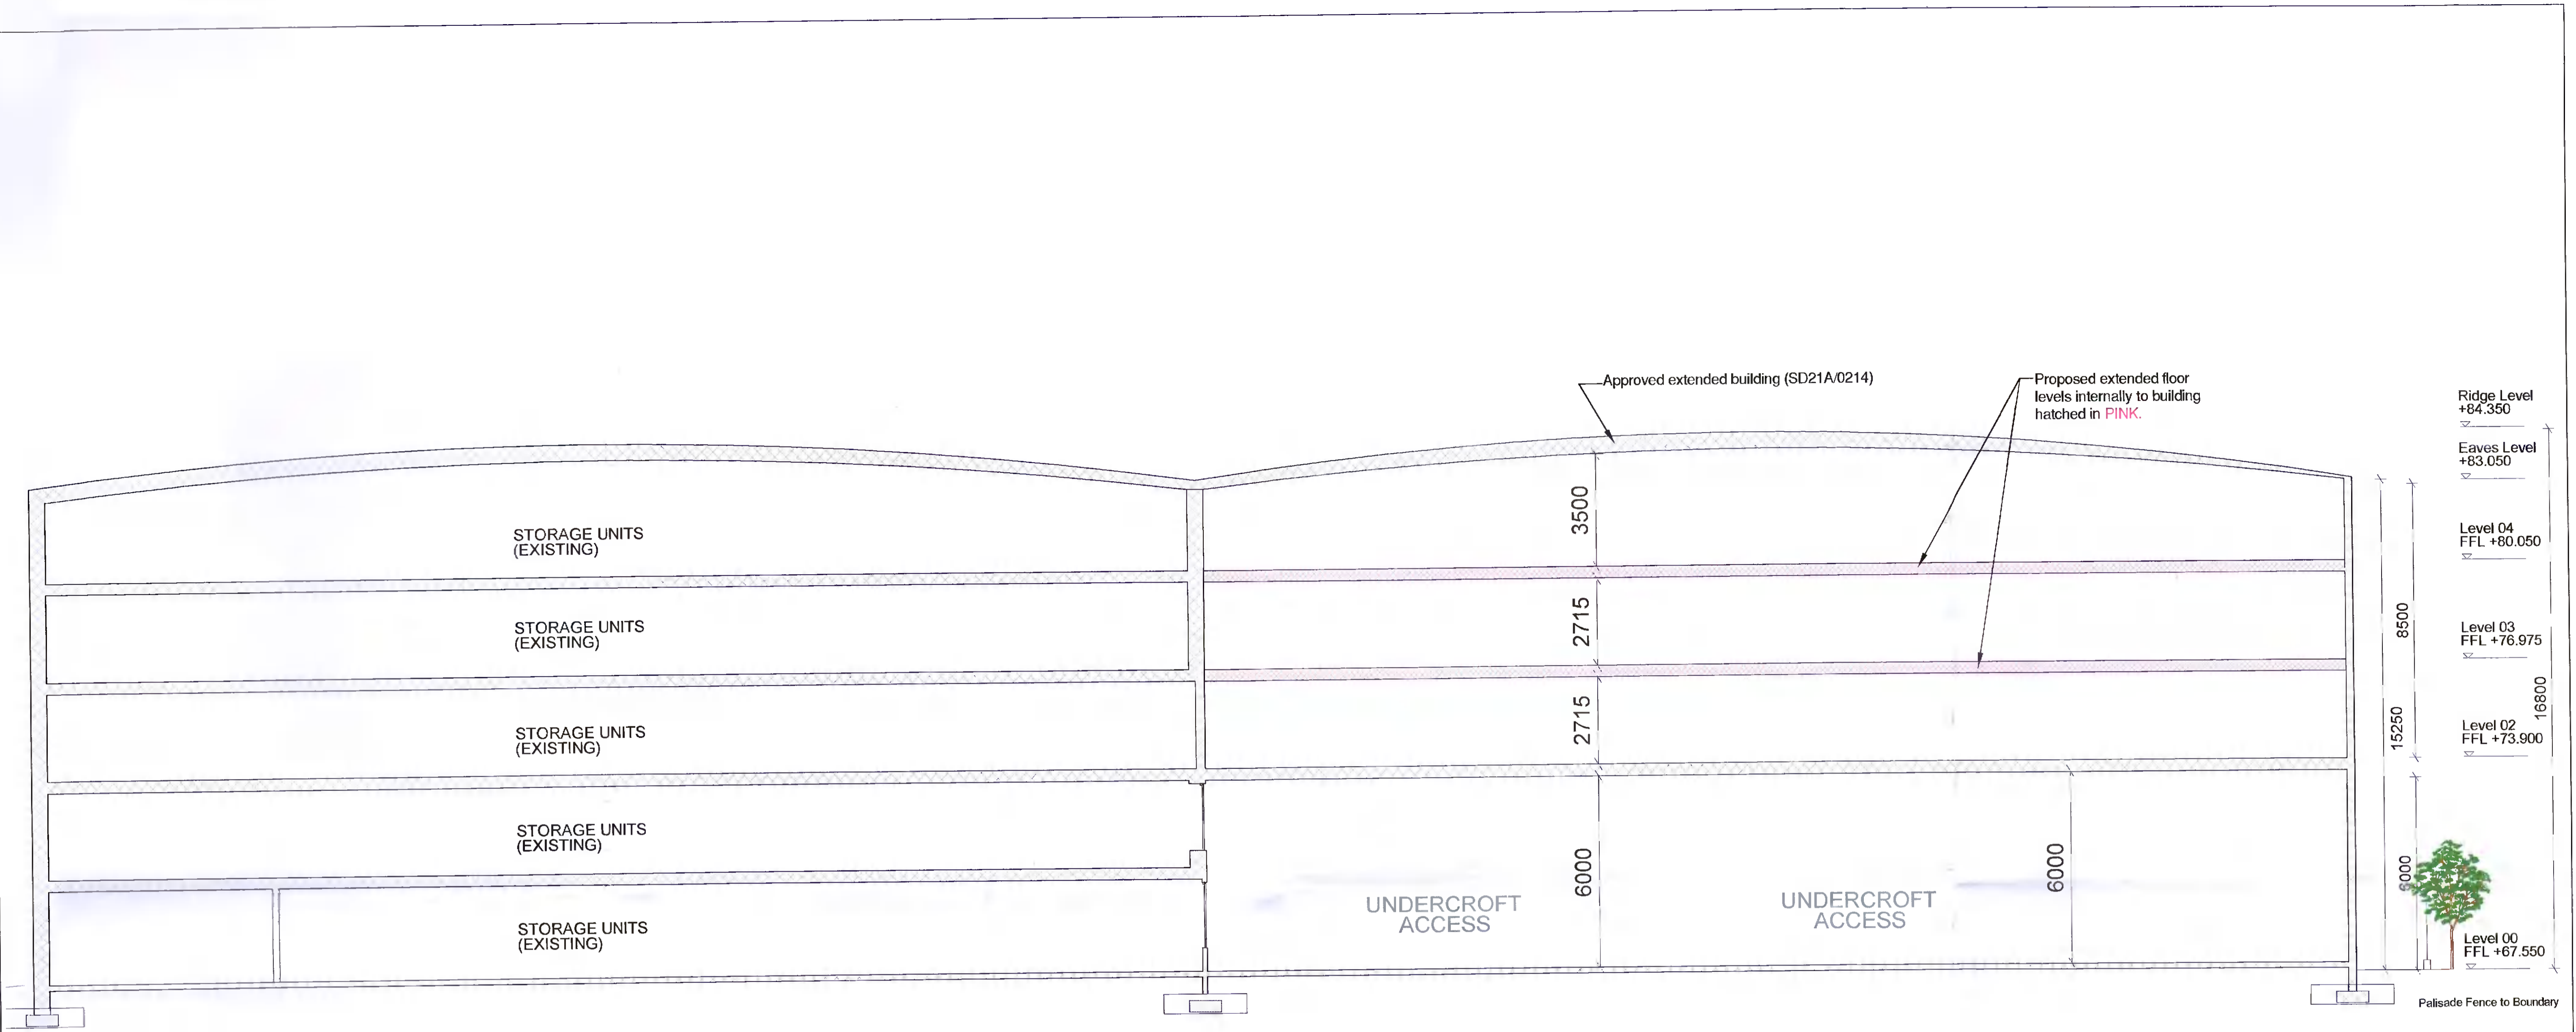 Approved extended building (SD21A/0214)
Proposed extended floor
levels internally to building
hatched in PINK.
Ridge Level
+84.350
Eaves Level
+83.050
Level 04
FFL +80.050
Level 03
FFL +76.975
Level 02
FFL +73.900
Level 00
FFL +67.550
Palisade Fence to Boundary
STORAGE UNITS
(EXISTING)
STORAGE UNITS
(EXISTING)
STORAGE UNITS
(EXISTING)
STORAGE UNITS
(EXISTING)
STORAGE UNITS
(EXISTING)
3500
2715
2715
6000
6000
UNDERCROFT
ACCESS
UNDERCROFT
ACCESS
8500
15250
6000
16800